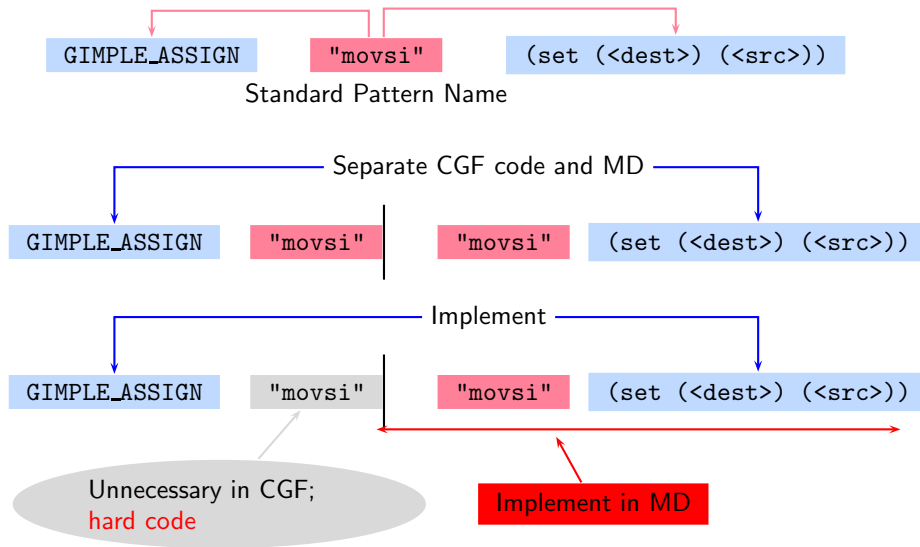 GIMPLE_ASSIGN "movsi" (set (<dest>) (<src>))
Standard Pattern Name
Separate CGF code and MD
GIMPLE_ASSIGN "movsi" "movsi" (set (<dest>) (<src>))
Implement
GIMPLE_ASSIGN "movsi" "movsi" (set (<dest>) (<src>))
Unnecessary in CGF;
hard code
Implement in MD